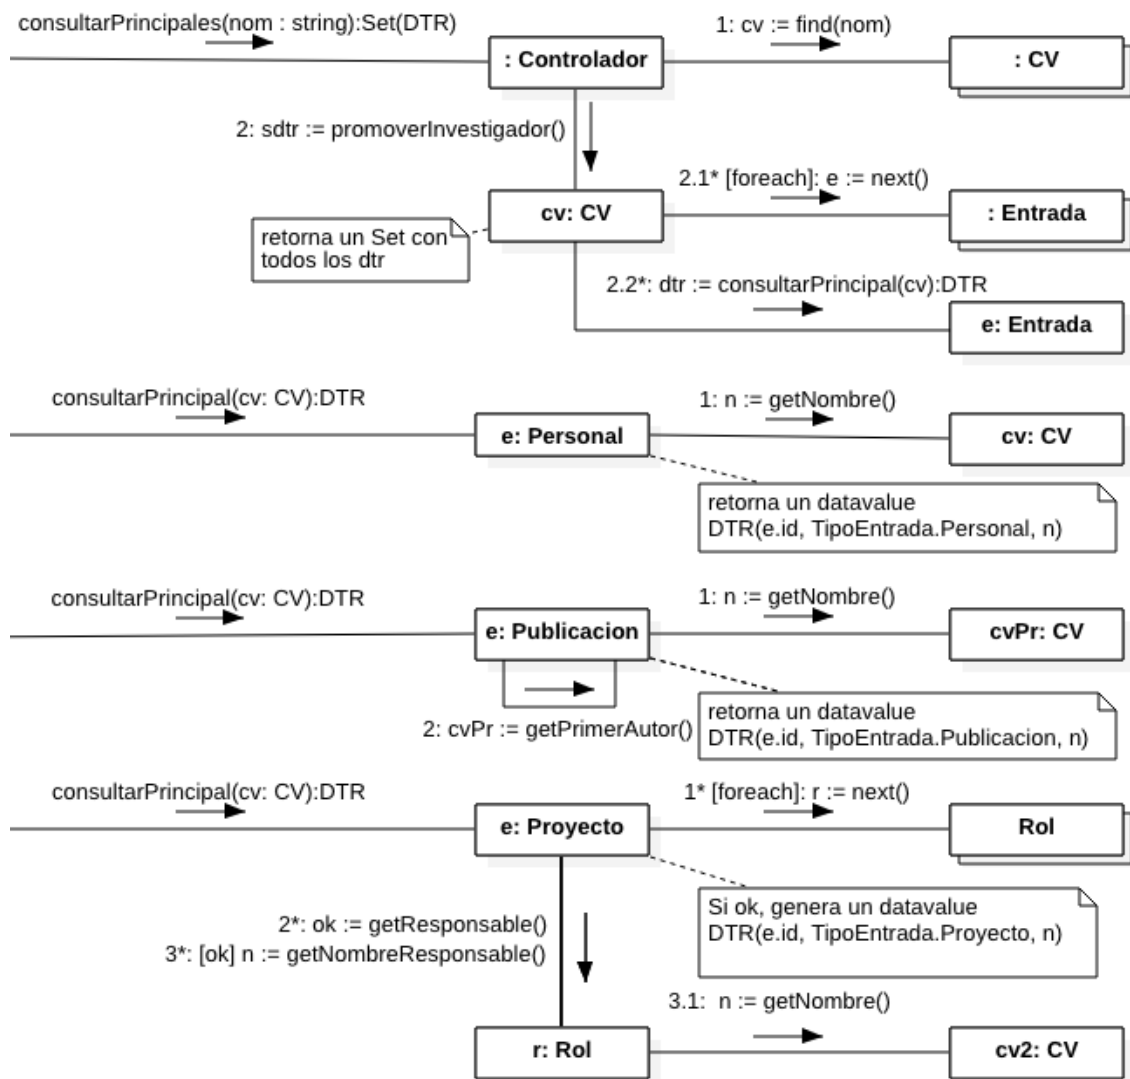 consultarPrincipales(nom : string):Set(DTR)
1: cv := find(nom)
: Controlador
: CV
2: sdtr := promoverInvestigador()
2.1* [foreach]: e := next()
cv: CV
: Entrada
retorna un Set con
todos los dtr
2.2*: dtr := consultarPrincipal(cv):DTR
e: Entrada
consultarPrincipal(cv: CV):DTR
1: n := getNombre()
e: Personal
cv: CV
retorna un datavalue
DTR(e.id, TipoEntrada.Personal, n)
consultarPrincipal(cv: CV):DTR
1: n := getNombre()
e: Publicacion
cvPr: CV
2: cvPr := getPrimerAutor()
retorna un datavalue
DTR(e.id, TipoEntrada.Publicacion, n)
consultarPrincipal(cv: CV):DTR
1* [foreach]: r := next()
e: Proyecto
Rol
Si ok, genera un datavalue
DTR(e.id, TipoEntrada.Proyecto, n)
2*: ok := getResponsable()
3*: [ok] n := getNombreResponsable()
3.1:  n := getNombre()
r: Rol
cv2: CV